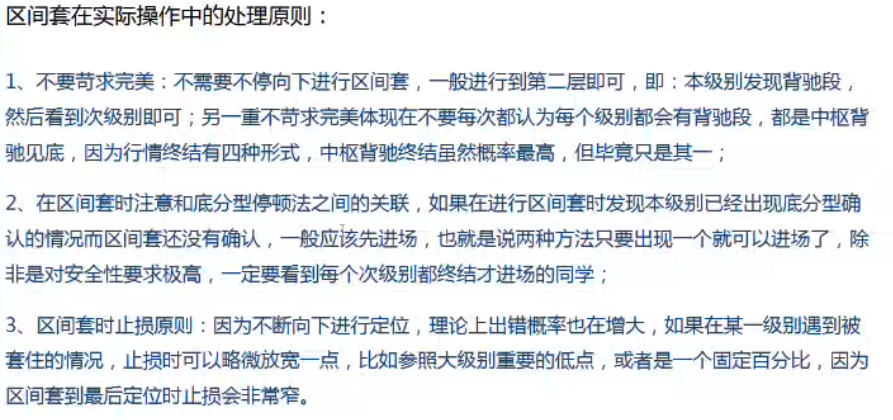 区间套在实际操作中的处理原则：
1、不要苛求完美：不需要不停向下进行区间套，一般进行到第二层即可，即：本级别发现背驰段，
然后看到次级别即可；另一重不苛求完美体现在不要每次都认为每个级别都会有背驰段，都是中枢背
驰见底，因为行情终结有四种形式，中枢背驰终结虽然概率最高，但毕竟只是其一；
2、在区间套时注意和底分型停顿法之间的关联，如果在进行区间套时发现本级别已经出现底分型确
认的情况而区间套还没有确认，一般应该先进场，也就是说两种方法只要出现一个就可以进场了，除
非是对安全性要求极高，一定要看到每个次级别都终结才进场的同学；
3、区间套时止损原则：因为不断向下进行定位，理论上出错概率也在增大，如果在某一级别遇到被
套住的情况，止损时可以略微放宽一点，比如参照大级别重要的低点，或者是一个固定百分比，因为
区间套到最后定位时止损会非常窄。